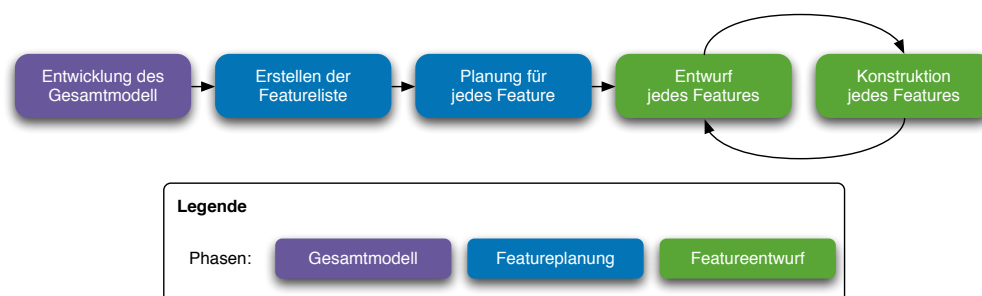 Entwicklung des
Gesamtmodell
Erstellen der
Featureliste
Planung für
jedes Feature
Entwurf
jedes Features
Konstruktion
jedes Features
Legende
Phasen:
Gesamtmodell
Featureplanung
Featureentwurf